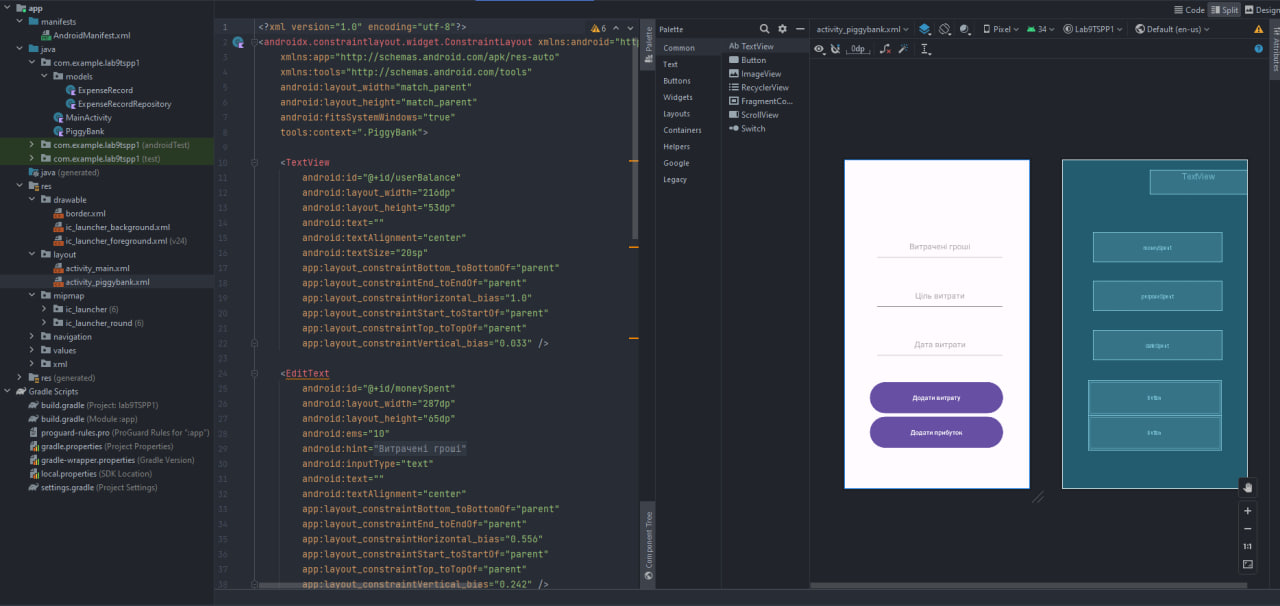 app
manifests
AndroidManifest.xml
java
com.example.lab9tspp1
models
ExpenseRecord
ExpenseRecordRepository
MainActivity
PiggyBank
com.example.lab9tspp1 (androidTest)
com.example.lab9tspp1 (test)
java (generated)
res
drawable
border.xml
ic_launcher_background.xml
ic_launcher_foreground.xml (v24)
layout
activity_main.xml
activity_piggybank.xml
mipmap
ic_launcher (6)
ic_launcher_round (6)
navigation
values
xml
res (generated)
Gradle Scripts
build.gradle (Project: lab9TSPP1)
build.gradle (Module :app)
proguard-rules.pro (ProGuard Rules for ":app")
gradle.properties (Project Properties)
gradle-wrapper.properties (Gradle Version)
local.properties (SDK Location)
settings.gradle (Project Settings)
Code Split Design
6
1 <?xml version="1.0" encoding="utf-8"?>
2 <androidx.constraintlayout.widget.ConstraintLayout xmlns:android="http
3 xmlns:app="http://schemas.android.com/apk/res-auto"
4 xmlns:tools="http://schemas.android.com/tools"
5 android:layout_width="match_parent"
6 android:layout_height="match_parent"
7 android:fitsSystemWindows="true"
8 tools:context=".PiggyBank">
9
10 <TextView
11 android:id="@+id/userBalance"
12 android:layout_width="216dp"
13 android:layout_height="53dp"
14 android:text=""
15 android:textAlignment="center"
16 android:textSize="20sp"
17 app:layout_constraintBottom_toBottomOf="parent"
18 app:layout_constraintEnd_toEndOf="parent"
19 app:layout_constraintHorizontal_bias="1.0"
20 app:layout_constraintStart_toStartOf="parent"
21 app:layout_constraintTop_toTopOf="parent"
22 app:layout_constraintVertical_bias="0.033" />
23
24 <EditText
25 android:id="@+id/moneySpent"
26 android:layout_width="287dp"
27 android:layout_height="65dp"
28 android:ems="10"
29 android:hint="Витрачені гроші"
30 android:inputType="text"
31 android:text=""
32 android:textAlignment="center"
33 app:layout_constraintBottom_toBottomOf="parent"
34 app:layout_constraintEnd_toEndOf="parent"
35 app:layout_constraintHorizontal_bias="0.556"
36 app:layout_constraintStart_toStartOf="parent"
37 app:layout_constraintTop_toTopOf="parent"
38 app:layout_constraintVertical_bias="0.242" />
Palette
Component Tree
Palette
Common
Text
Buttons
Widgets
Layouts
Containers
Helpers
Google
Legacy
Ab TextView
Button
ImageView
RecyclerView
FragmentCo...
ScrollView
Switch
activity_piggybank.xml Pixel 34 Lab9TSPP1 Default (en-us)
0dp
Attributes
Витрачені гроші
Ціль витрати
Дата витрати
Додати витрату
Додати прибуток
TextView
moneySpent
purposeSpent
dateSpent
Button
Button
1:1